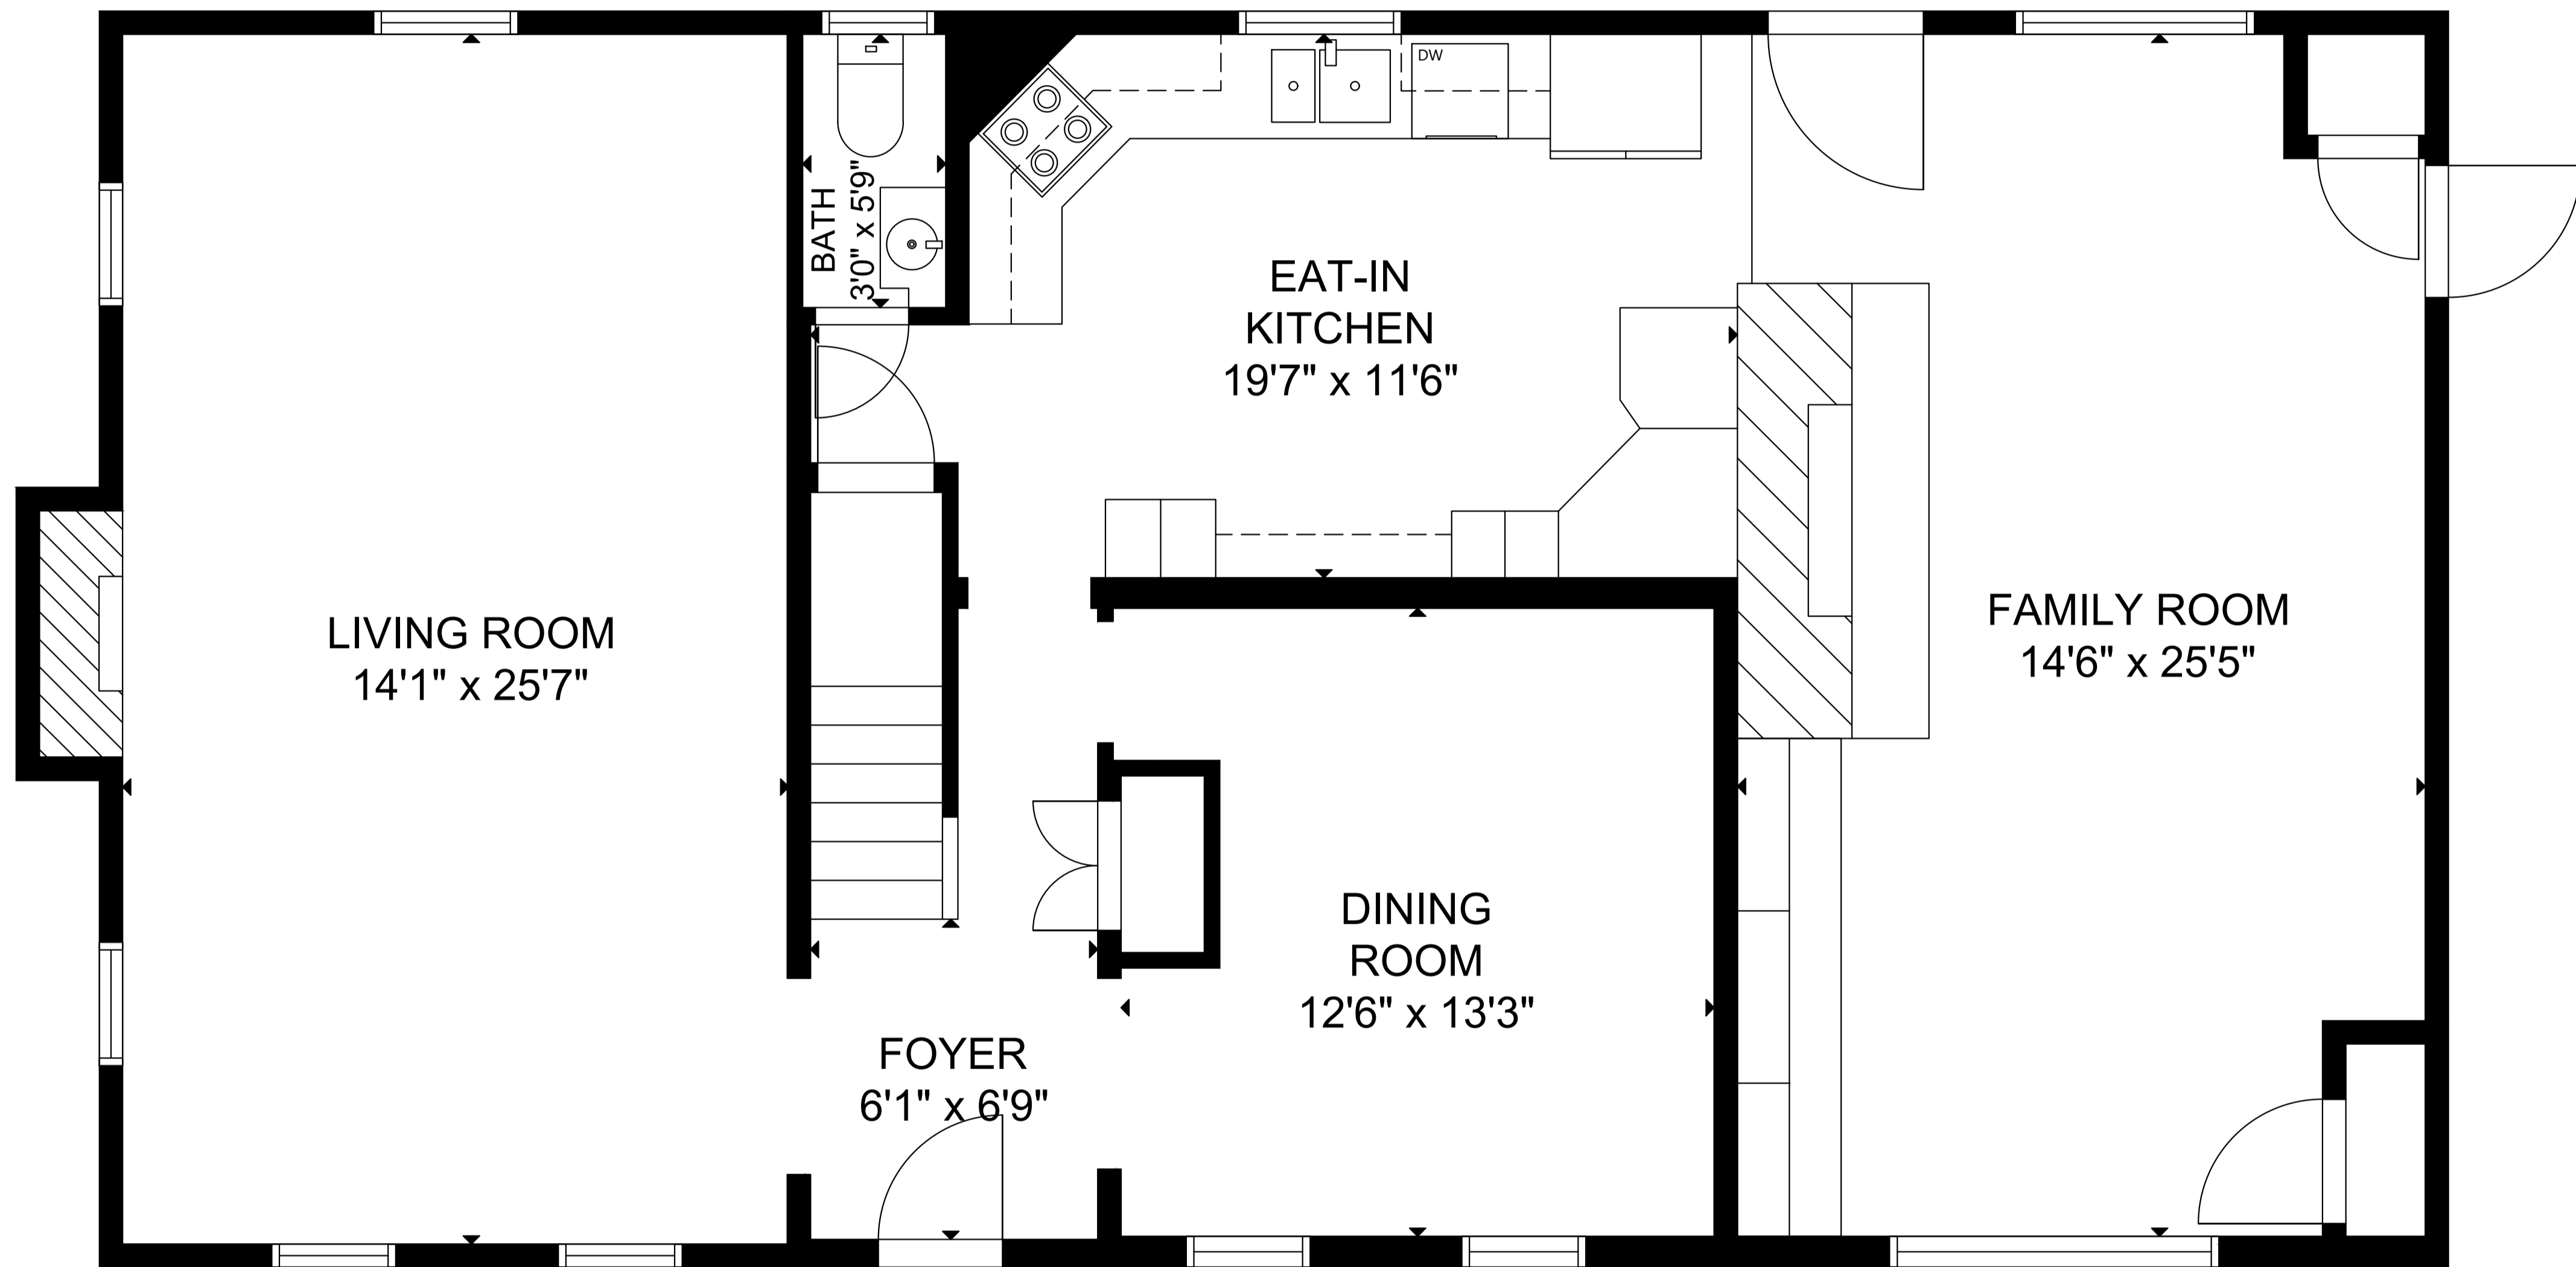 DW
BATH
3'0" x 5'9"
EAT-IN
KITCHEN
19'7" x 11'6"
LIVING ROOM
14'1" x 25'7"
FAMILY ROOM
14'6" x 25'5"
DINING
ROOM
12'6" x 13'3"
FOYER
6'1" x 6'9"